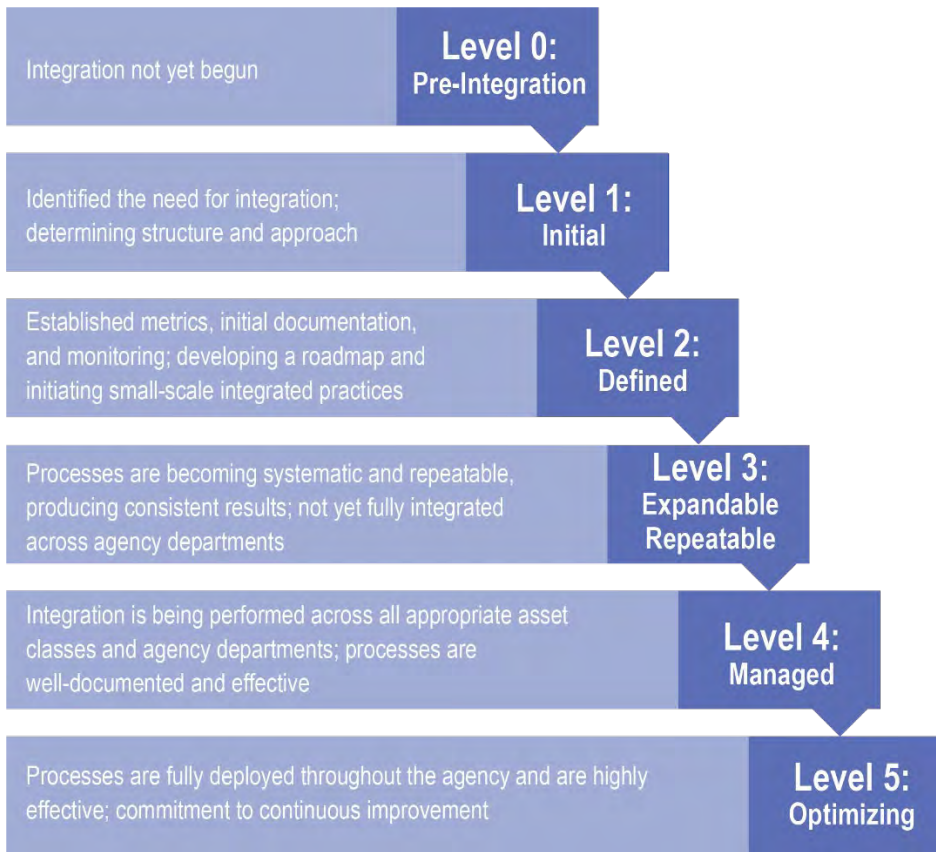 Integration not yet begun
Level 0:
Pre-Integration
Identified the need for integration;
determining structure and approach
Level 1:
Initial
Established metrics, initial documentation,
and monitoring; developing a roadmap and
initiating small-scale integrated practices
Level 2:
Defined
Processes are becoming systematic and repeatable,
producing consistent results; not yet fully integrated
across agency departments
Level 3:
Expandable
Repeatable
Integration is being performed across all appropriate asset
classes and agency departments; processes are
well-documented and effective
Level 4:
Managed
Processes are fully deployed throughout the agency and are highly
effective; commitment to continuous improvement
Level 5:
Optimizing